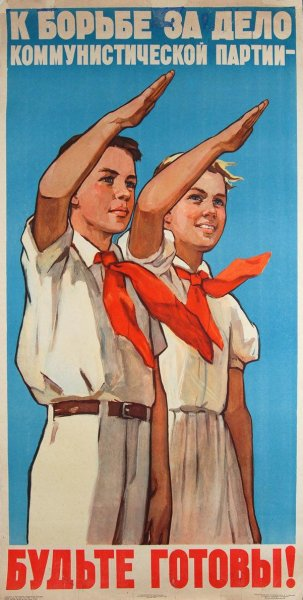 К БОРЬБЕ ЗА ДЕЛО
КОММУНИСТИЧЕСКОЙ ПАРТИИ–
БУДЬТЕ ГОТОВЫ!